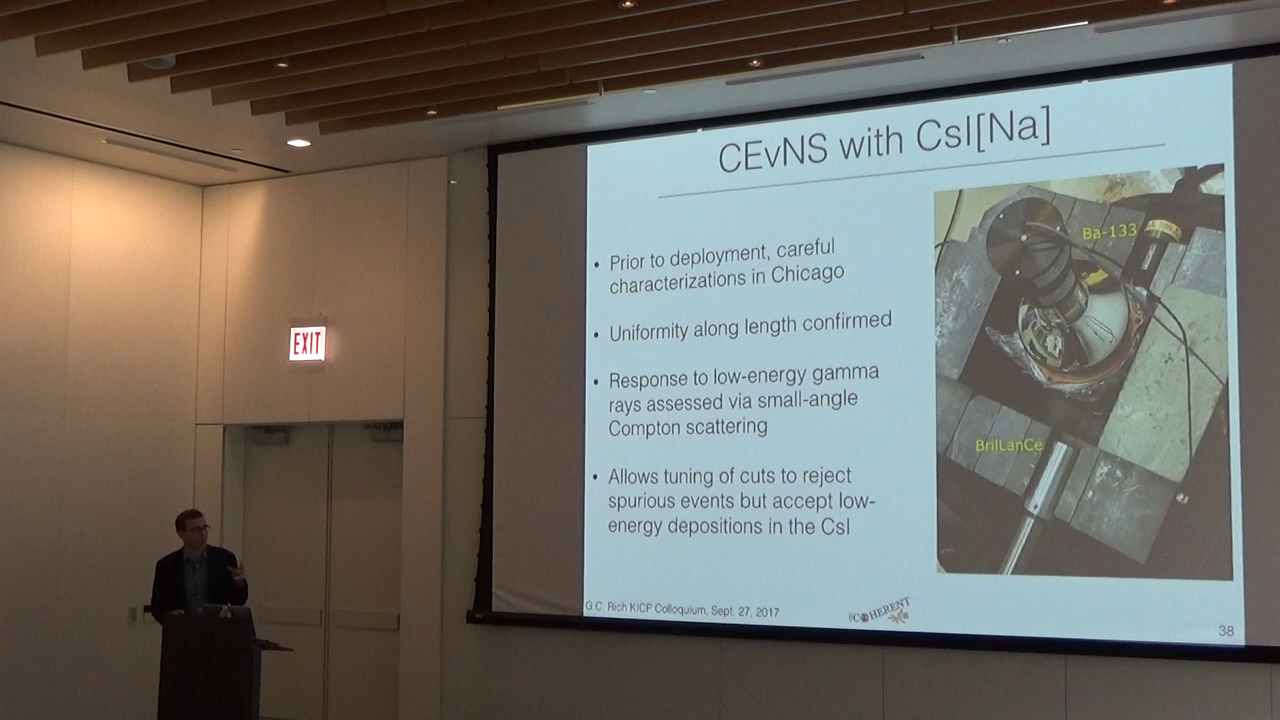 CEvNS with CsI[Na]
• Prior to deployment, careful
characterizations in Chicago
• Uniformity along length confirmed
• Response to low-energy gamma
rays assessed via small-angle
Compton scattering
• Allows tuning of cuts to reject
spurious events but accept low-
energy depositions in the CsI
Ba-133
BrilLanCe
G.C. Rich KICP Colloquium, Sept. 27, 2017
COHERENT
38
EXIT